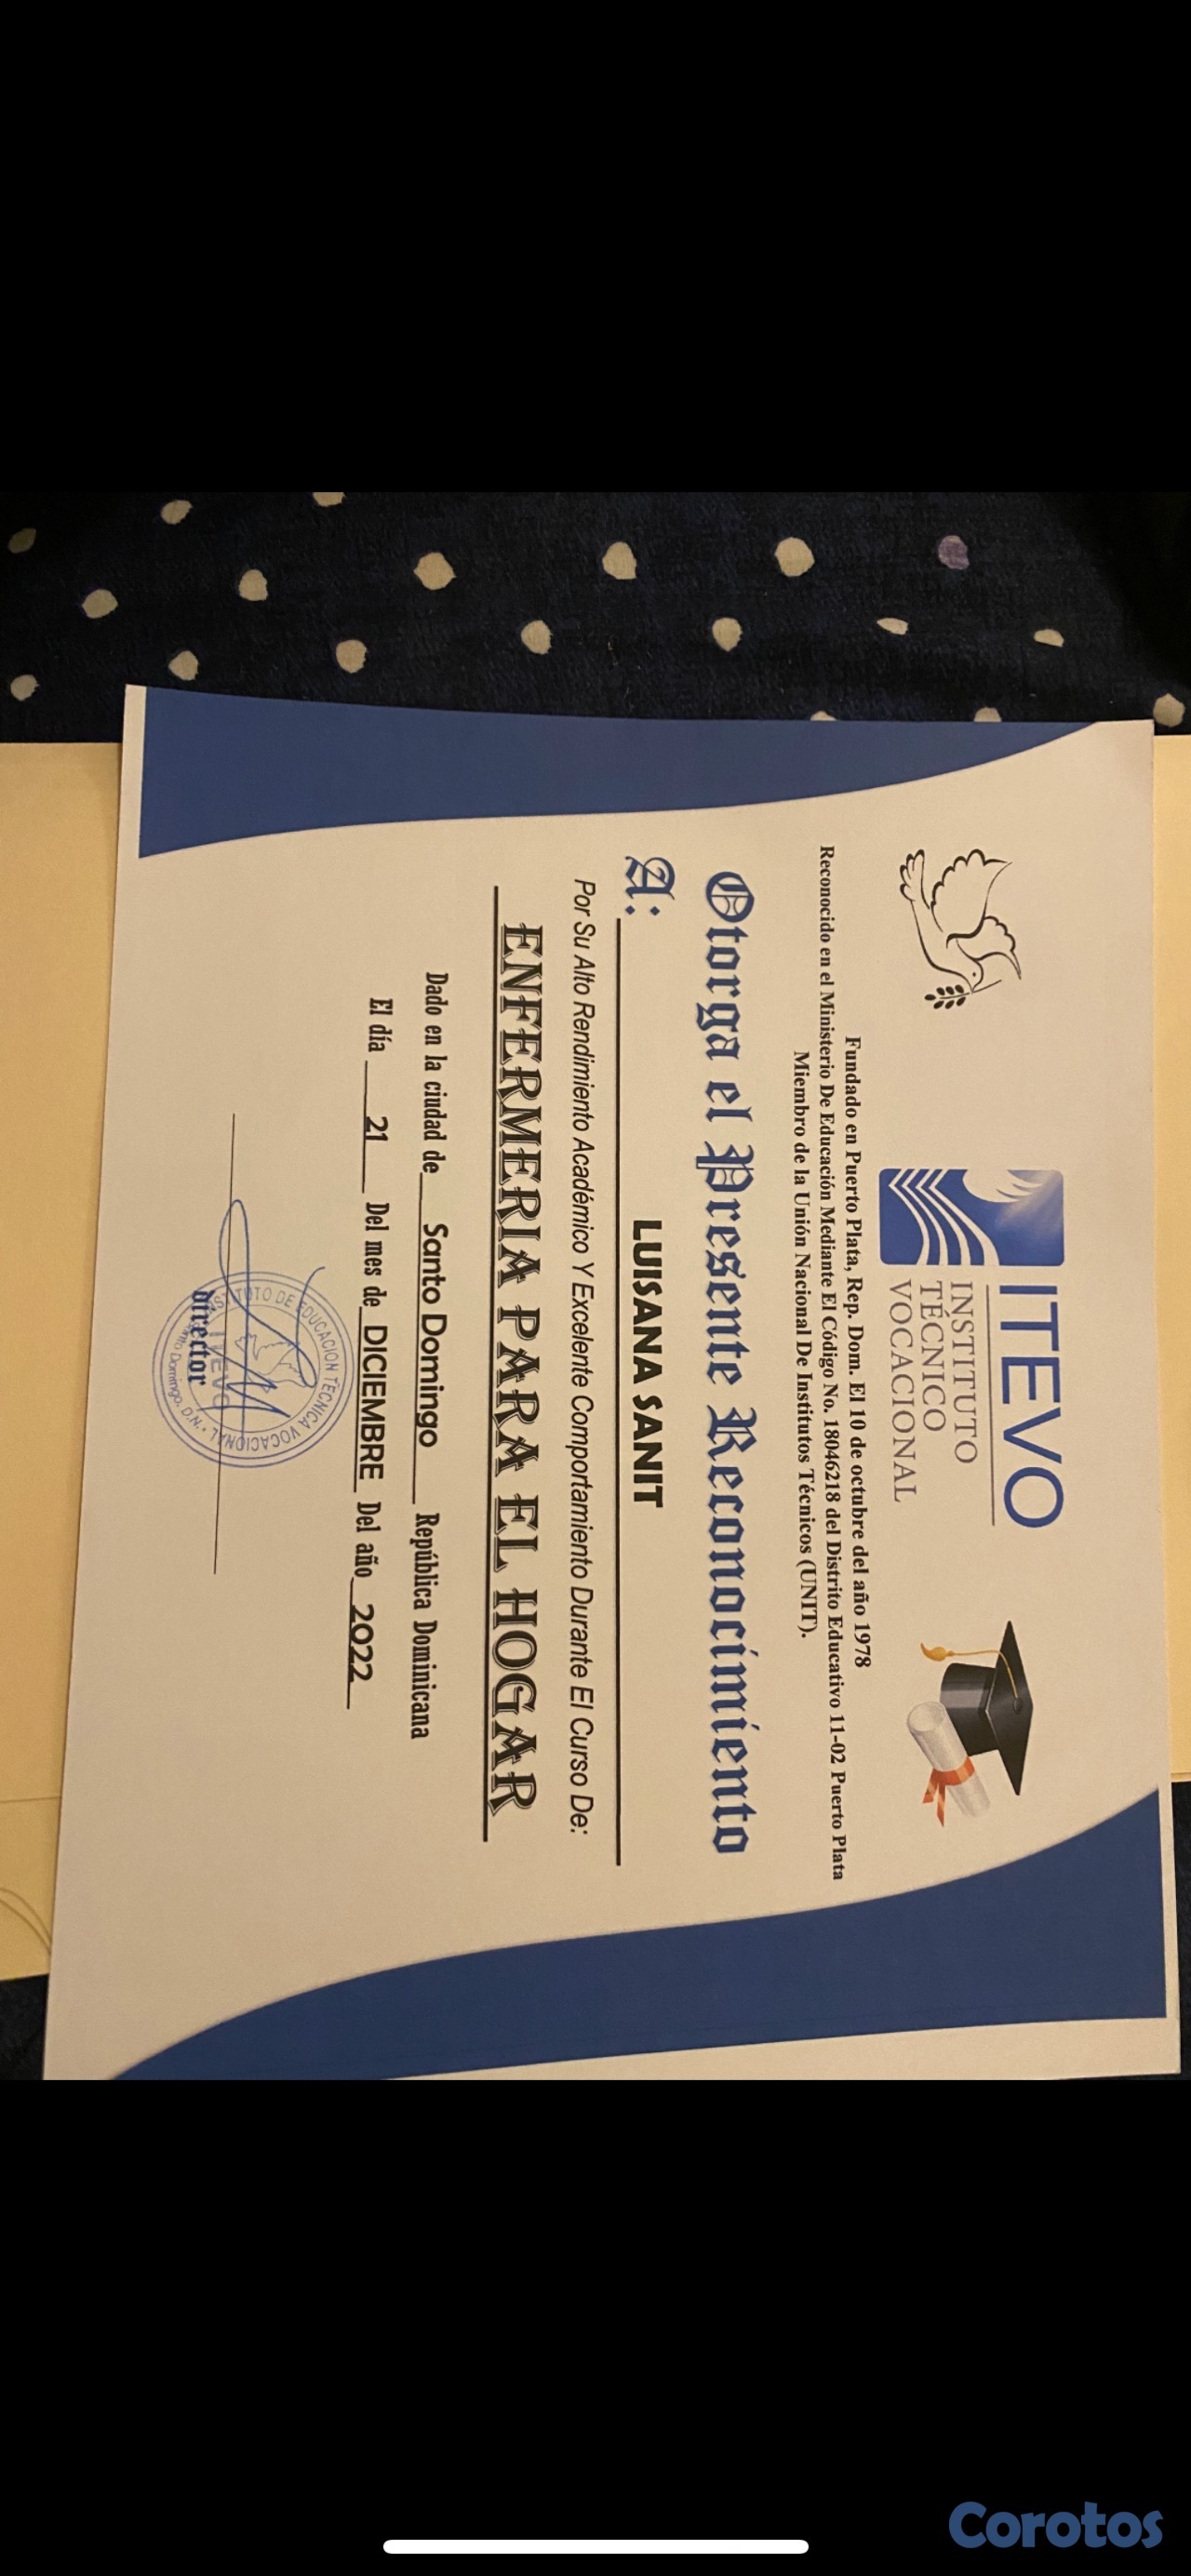 ITEVO
INSTITUTO
TÉCNICO
VOCACIONAL
Fundado en Puerto Plata, Rep. Dom. El 10 de octubre del año 1978
Reconocido en el Ministerio De Educación Mediante El Código No. 18046218 del Distrito Educativo 11-02 Puerto Plata
Miembro de la Unión Nacional De Institutos Técnicos (UNIT).
Otorga el Presente Reconocimiento
A: LUISANA SANIT
Por Su Alto Rendimiento Académico Y Excelente Comportamiento Durante El Curso De:
ENFERMERIA PARA EL HOGAR
Dado en la ciudad de Santo Domingo República Dominicana
El día 21 Del mes de DICIEMBRE Del año 2022
INSTITUTO DE EDUCACION TECNICA VOCACIONAL
ITEVO
Santo Domingo, D.N.
Director
Corotos